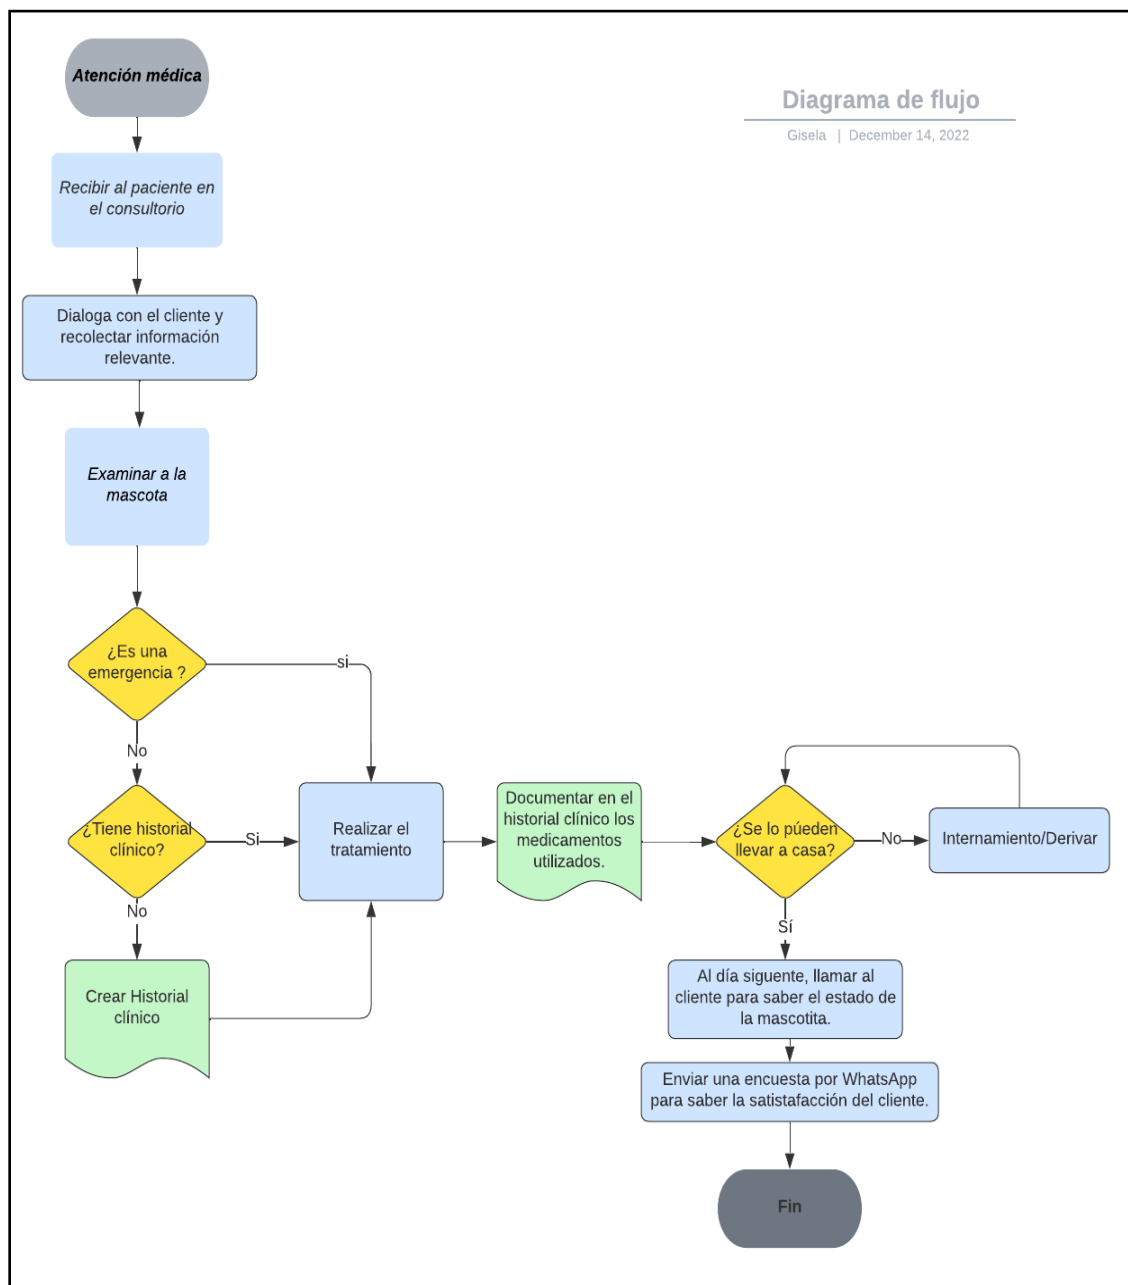 Atención médica
Diagrama de flujo
Gisela | December 14, 2022
Recibir al paciente en
el consultorio
Dialoga con el cliente y
recolectar información
relevante.
Examinar a la
mascota
¿Es una
emergencia ?
si
No
¿Tiene historial
clínico?
Si
Realizar el
tratamiento
Documentar en el
historial clínico los
medicamentos
utilizados.
¿Se lo púeden
llevar a casa?
No
Internamiento/Derivar
No
Crear Historial
clínico
Sí
Al día siguente, llamar al
cliente para saber el estado de
la mascotita.
Enviar una encuesta por WhatsApp
para saber la satistafacción del cliente.
Fin